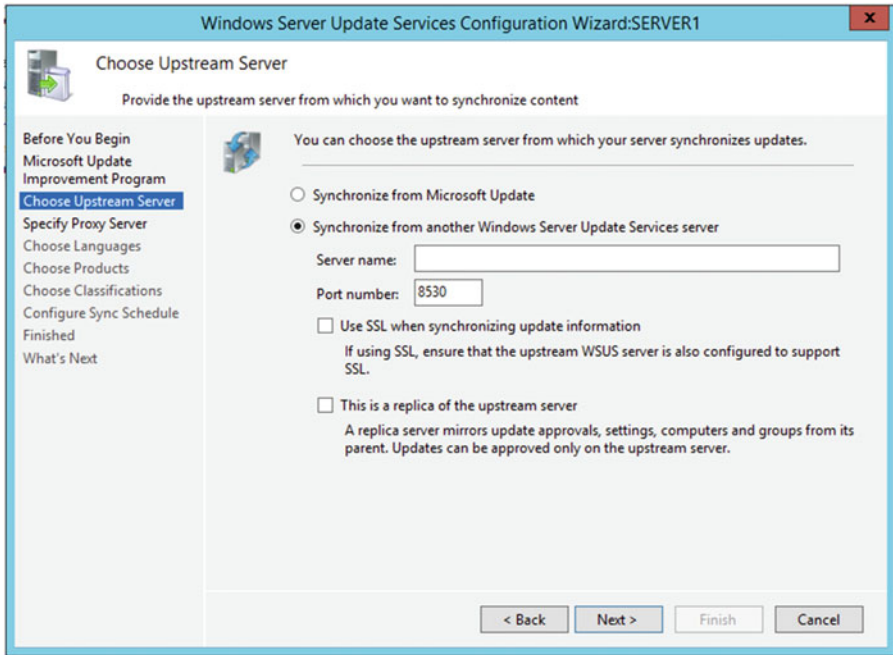 Windows Server Update Services Configuration Wizard:SERVER1
x
Choose Upstream Server
Provide the upstream server from which you want to synchronize content
Before You Begin
Microsoft Update
Improvement Program
Choose Upstream Server
Specify Proxy Server
Choose Languages
Choose Products
Choose Classifications
Configure Sync Schedule
Finished
What's Next
You can choose the upstream server from which your server synchronizes updates.
Synchronize from Microsoft Update
Synchronize from another Windows Server Update Services server
Server name:
Port number: 8530
Use SSL when synchronizing update information
If using SSL, ensure that the upstream WSUS server is also configured to support
SSL.
This is a replica of the upstream server
A replica server mirrors update approvals, settings, computers and groups from its
parent. Updates can be approved only on the upstream server.
< Back Next > Finish Cancel